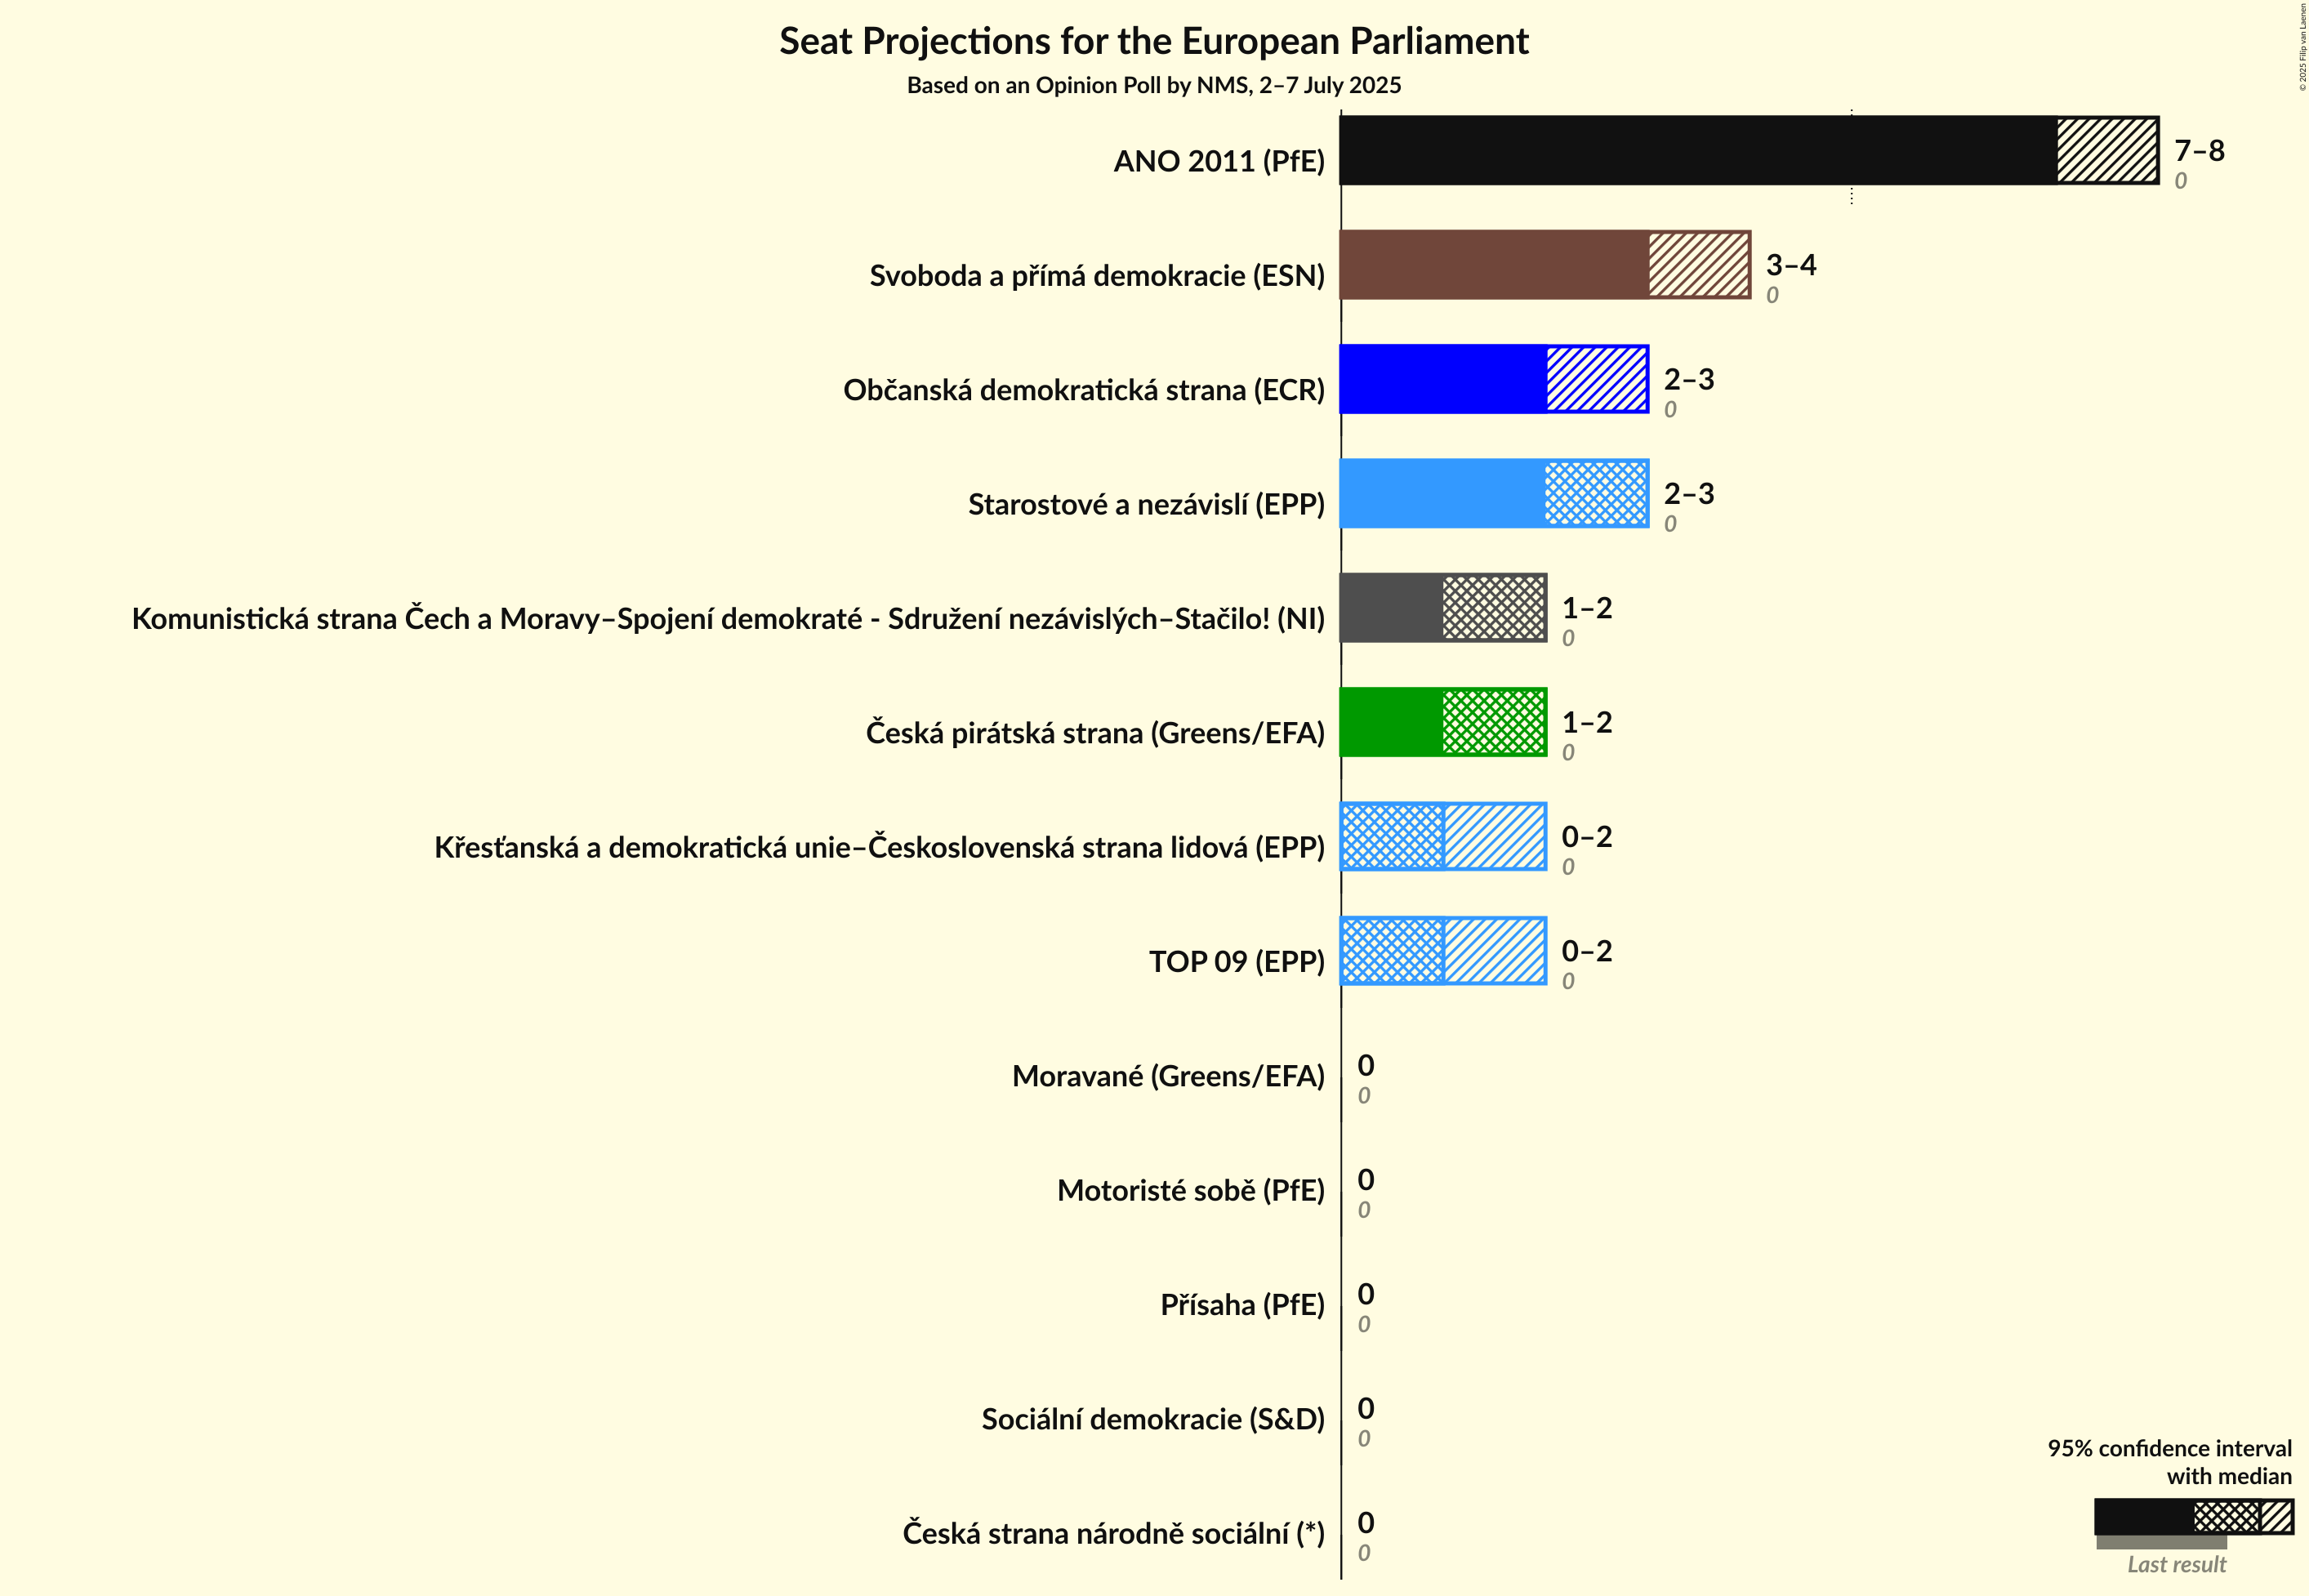 Seat Projections for the European Parliament
Based on an Opinion Poll by NMS, 2–7 July 2025
© 2025 Filip van Laenen
ANO 2011 (PfE)
7–8
0
Svoboda a přímá demokracie (ESN)
3–4
0
Občanská demokratická strana (ECR)
2–3
0
Starostové a nezávislí (EPP)
2–3
0
Komunistická strana Čech a Moravy–Spojení demokraté - Sdružení nezávislých–Stačilo! (NI)
1–2
0
Česká pirátská strana (Greens/EFA)
1–2
0
Křesťanská a demokratická unie–Československá strana lidová (EPP)
0–2
0
TOP 09 (EPP)
0–2
0
Moravané (Greens/EFA)
0
0
Motoristé sobě (PfE)
0
0
Přísaha (PfE)
0
0
Sociální demokracie (S&D)
0
0
Česká strana národně sociální (*)
0
0
95% confidence interval
with median
Last result